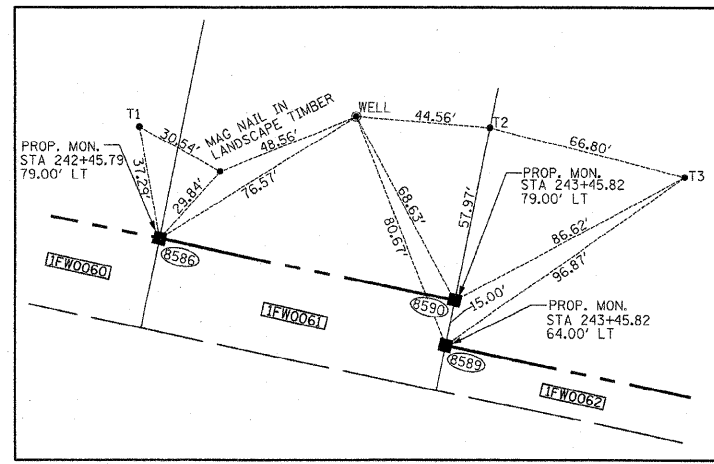 T1
30.54'
MAG NAIL IN
LANDSCAPE TIMBER
WELL
44.56'
T2
66.80'
T3
48.56'
PROP. MON.
STA 242+45.79
79.00' LT
37.29'
29.84'
76.57'
68.63'
80.67'
57.97'
PROP. MON.
STA 243+45.82
79.00' LT
86.62'
96.87'
8586
1FW0060
1FW0061
8590
15.00'
PROP. MON.
STA 243+45.82
64.00' LT
8589
1FW0062